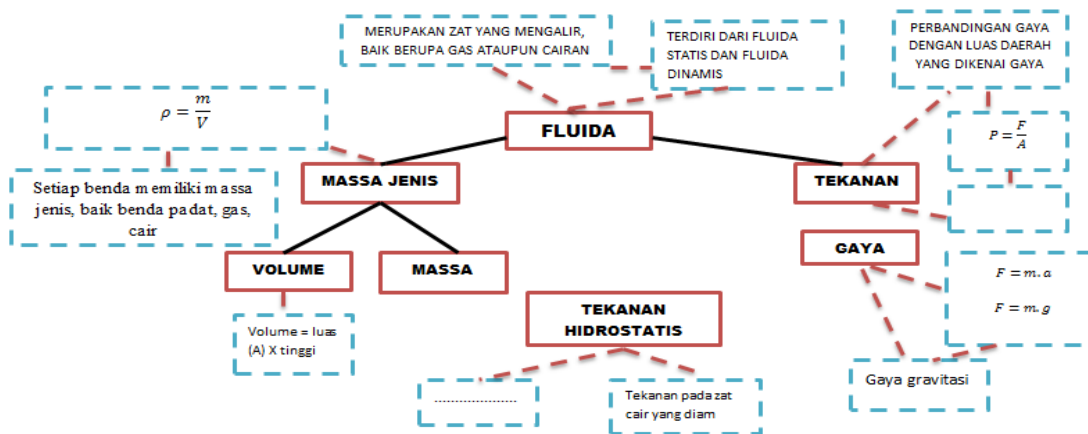 MERUPAKAN ZAT YANG MENGALIR,
BAIK BERUPA GAS ATAUPUN CAIRAN
TERDIRI DARI FLUIDA
STATIS DAN FLUIDA
DINAMIS
PERBANDINGAN GAYA
DENGAN LUAS DAERAH
YANG DIKENAI GAYA
ρ = m/V
FLUIDA
P = F/A
Setiap benda memiliki massa
jenis, baik benda padat, gas,
cair
MASSA JENIS
TEKANAN
VOLUME
MASSA
GAYA
F = m.a
F = m.g
TEKANAN
HIDROSTATIS
Volume = luas
(A) X tinggi
Gaya gravitasi
.....................
Tekanan pada zat
cair yang diam